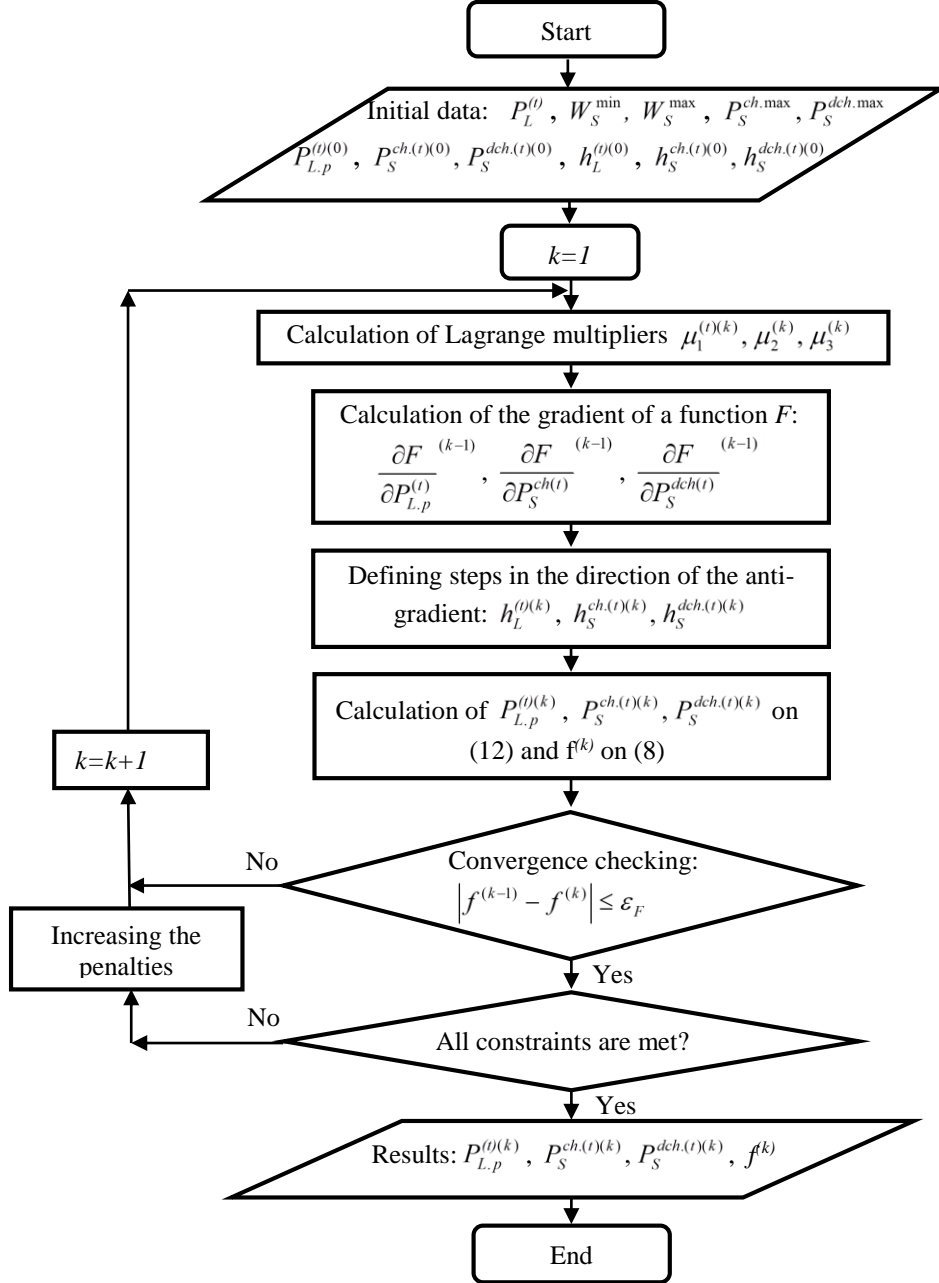 Start
Initial data: P_L^{(t)}, W_S^{min}, W_S^{max}, P_S^{ch.max}, P_S^{dch.max}
P_{L.p}^{(t)(0)}, P_S^{ch.(t)(0)}, P_S^{dch.(t)(0)}, h_L^{(t)(0)}, h_S^{ch.(t)(0)}, h_S^{dch.(t)(0)}
k=1
Calculation of Lagrange multipliers μ_1^{(t)(k)}, μ_2^{(k)}, μ_3^{(k)}
Calculation of the gradient of a function F:
∂F/∂P_{L.p}^{(t)} ^{(k–1)}, ∂F/∂P_S^{ch(t)} ^{(k–1)}, ∂F/∂P_S^{dch(t)} ^{(k–1)}
Defining steps in the direction of the anti-
gradient: h_L^{(t)(k)}, h_S^{ch.(t)(k)}, h_S^{dch.(t)(k)}
Calculation of P_{L.p}^{(t)(k)}, P_S^{ch.(t)(k)}, P_S^{dch.(t)(k)} on
(12) and f^{(k)} on (8)
k=k+1
No
Convergence checking:
|f^{(k–1)} – f^{(k)}| ≤ ε_F
Increasing the
penalties
Yes
No
All constraints are met?
Yes
Results: P_{L.p}^{(t)(k)}, P_S^{ch.(t)(k)}, P_S^{dch.(t)(k)}, f^{(k)}
End